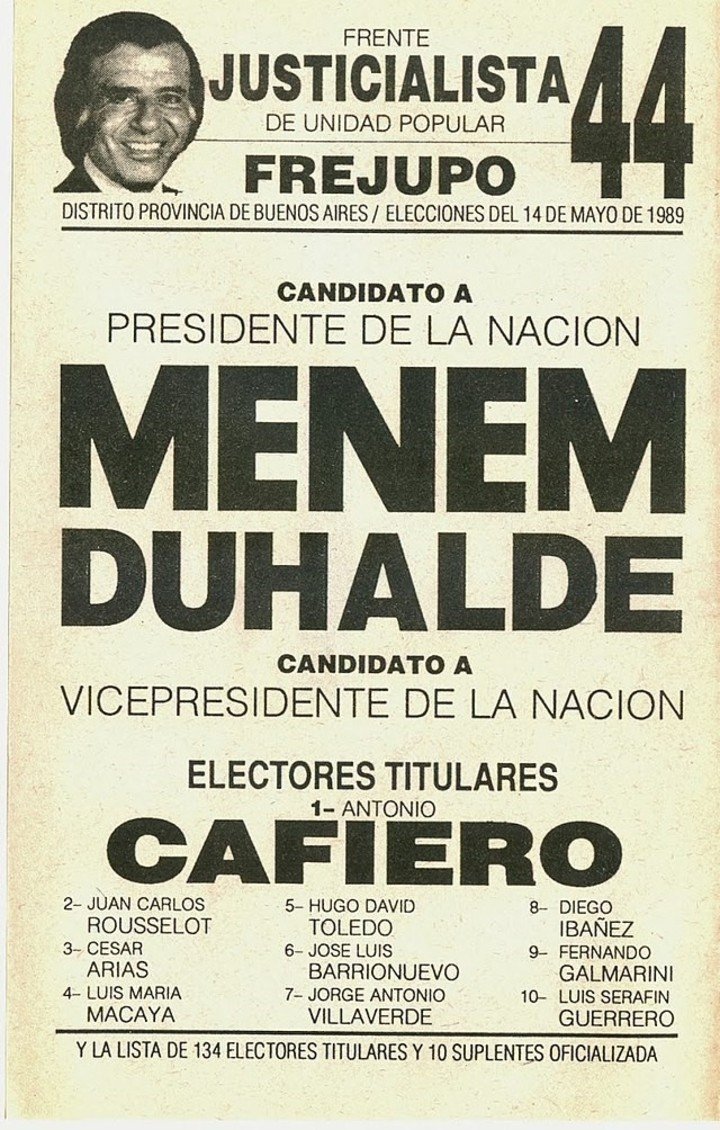 FRENTE
JUSTICIALISTA
DE UNIDAD POPULAR
44
FREJUPO
DISTRITO PROVINCIA DE BUENOS AIRES / ELECCIONES DEL 14 DE MAYO DE 1989
CANDIDATO A
PRESIDENTE DE LA NACION
MENEM
DUHALDE
CANDIDATO A
VICEPRESIDENTE DE LA NACION
ELECTORES TITULARES
1- ANTONIO
CAFIERO
2- JUAN CARLOS
ROUSSELOT
3- CESAR
ARIAS
4- LUIS MARIA
MACAYA
5- HUGO DAVID
TOLEDO
6- JOSE LUIS
BARRIONUEVO
7- JORGE ANTONIO
VILLAVERDE
8- DIEGO
IBAÑEZ
9- FERNANDO
GALMARINI
10- LUIS SERAFIN
GUERRERO
Y LA LISTA DE 134 ELECTORES TITULARES Y 10 SUPLENTES OFICIALIZADA